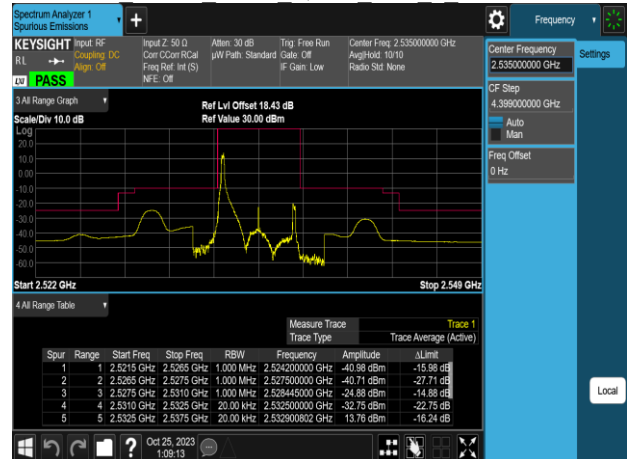 Spectrum Analyzer 1
Spurious Emissions
+
Frequency
KEYSIGHT Input: RF Input Z: 50 Ω Atten: 30 dB Trig: Free Run Center Freq: 2.535000000 GHz
RL Coupling: DC Corr CCorr RCal µW Path: Standard Gate: Off Avg|Hold: 10/10
Align: Off Freq Ref: Int (S) IF Gain: Low Radio Std: None
LXI PASS NFE: Off
Center Frequency
2.535000000 GHz
Settings
CF Step
4.399000000 GHz
Auto
Man
Freq Offset
0 Hz
3 All Range Graph
Ref Lvl Offset 18.43 dB
Scale/Div 10.0 dB Ref Value 30.00 dBm
Log
20.0
10.0
0.00
-10.0
-20.0
-30.0
-40.0
-50.0
-60.0
Start 2.522 GHz Stop 2.549 GHz
4 All Range Table
Measure Trace Trace 1
Trace Type Trace Average (Active)
Spur Range Start Freq Stop Freq RBW Frequency Amplitude ΔLimit
1 1 2.5215 GHz 2.5265 GHz 1.000 MHz 2.524200000 GHz -40.98 dBm -15.98 dB
2 2 2.5265 GHz 2.5275 GHz 1.000 MHz 2.527500000 GHz -40.71 dBm -27.71 dB
3 3 2.5275 GHz 2.5310 GHz 1.000 MHz 2.528445000 GHz -24.88 dBm -14.88 dB
4 4 2.5310 GHz 2.5325 GHz 20.00 kHz 2.532500000 GHz -32.75 dBm -22.75 dB
5 5 2.5325 GHz 2.5375 GHz 20.00 kHz 2.532900802 GHz 13.76 dBm -16.24 dB
Local
? Oct 25, 2023
1:09:13